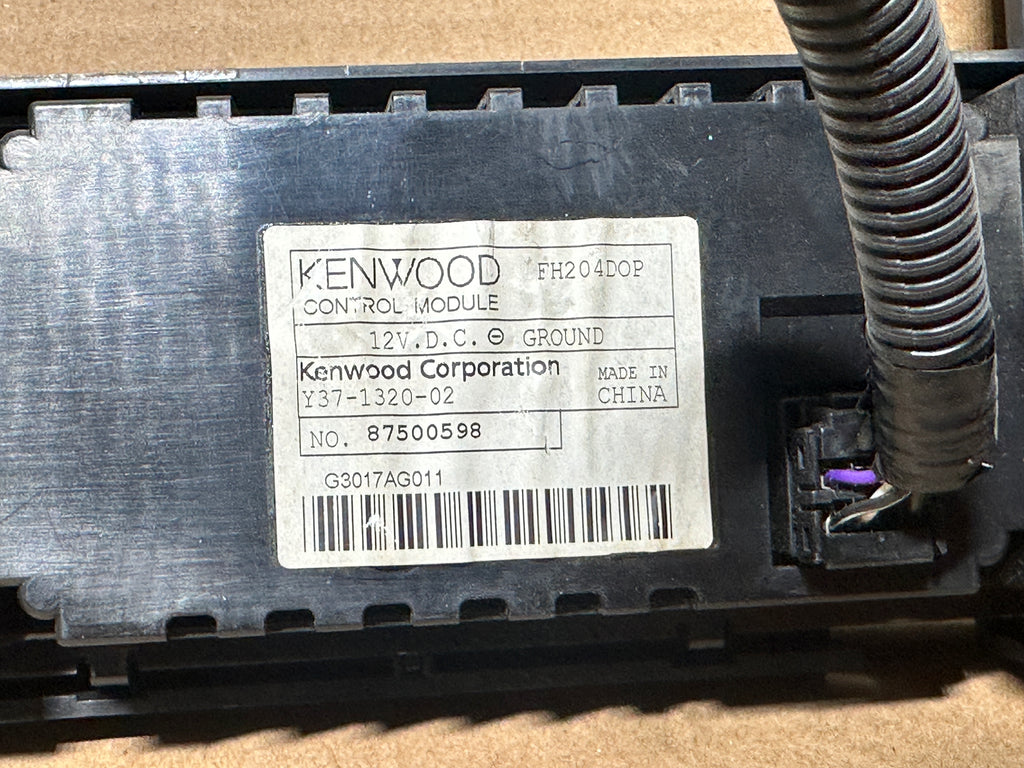 KENWOOD FH204DOP
CONTROL MODULE
12V.D.C. ⊖ GROUND
Kenwood Corporation MADE IN
Y37-1320-02 CHINA
NO. 87500598
G3017AG011